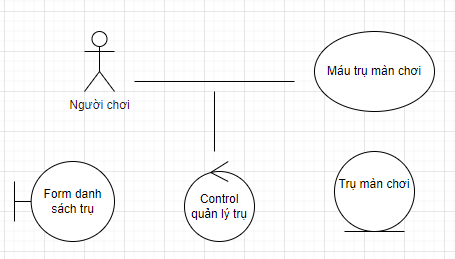 Máu trụ màn chơi
Người chơi
Form danh
sách trụ
Control
quản lý trụ
Trụ màn chơi